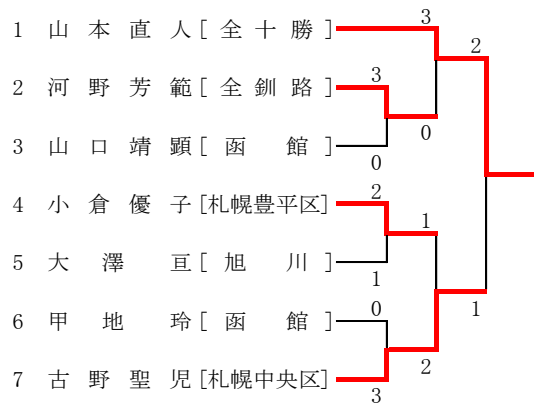 3
1 山本直人[全十勝]
2
3
2 河野芳範[全釧路]
0
3 山口靖顕[函館]
0
2
4 小倉優子[札幌豊平区]
1
5 大澤亘[旭川]
1
0
1
6 甲地玲[函館]
2
7 古野聖児[札幌中央区]
3